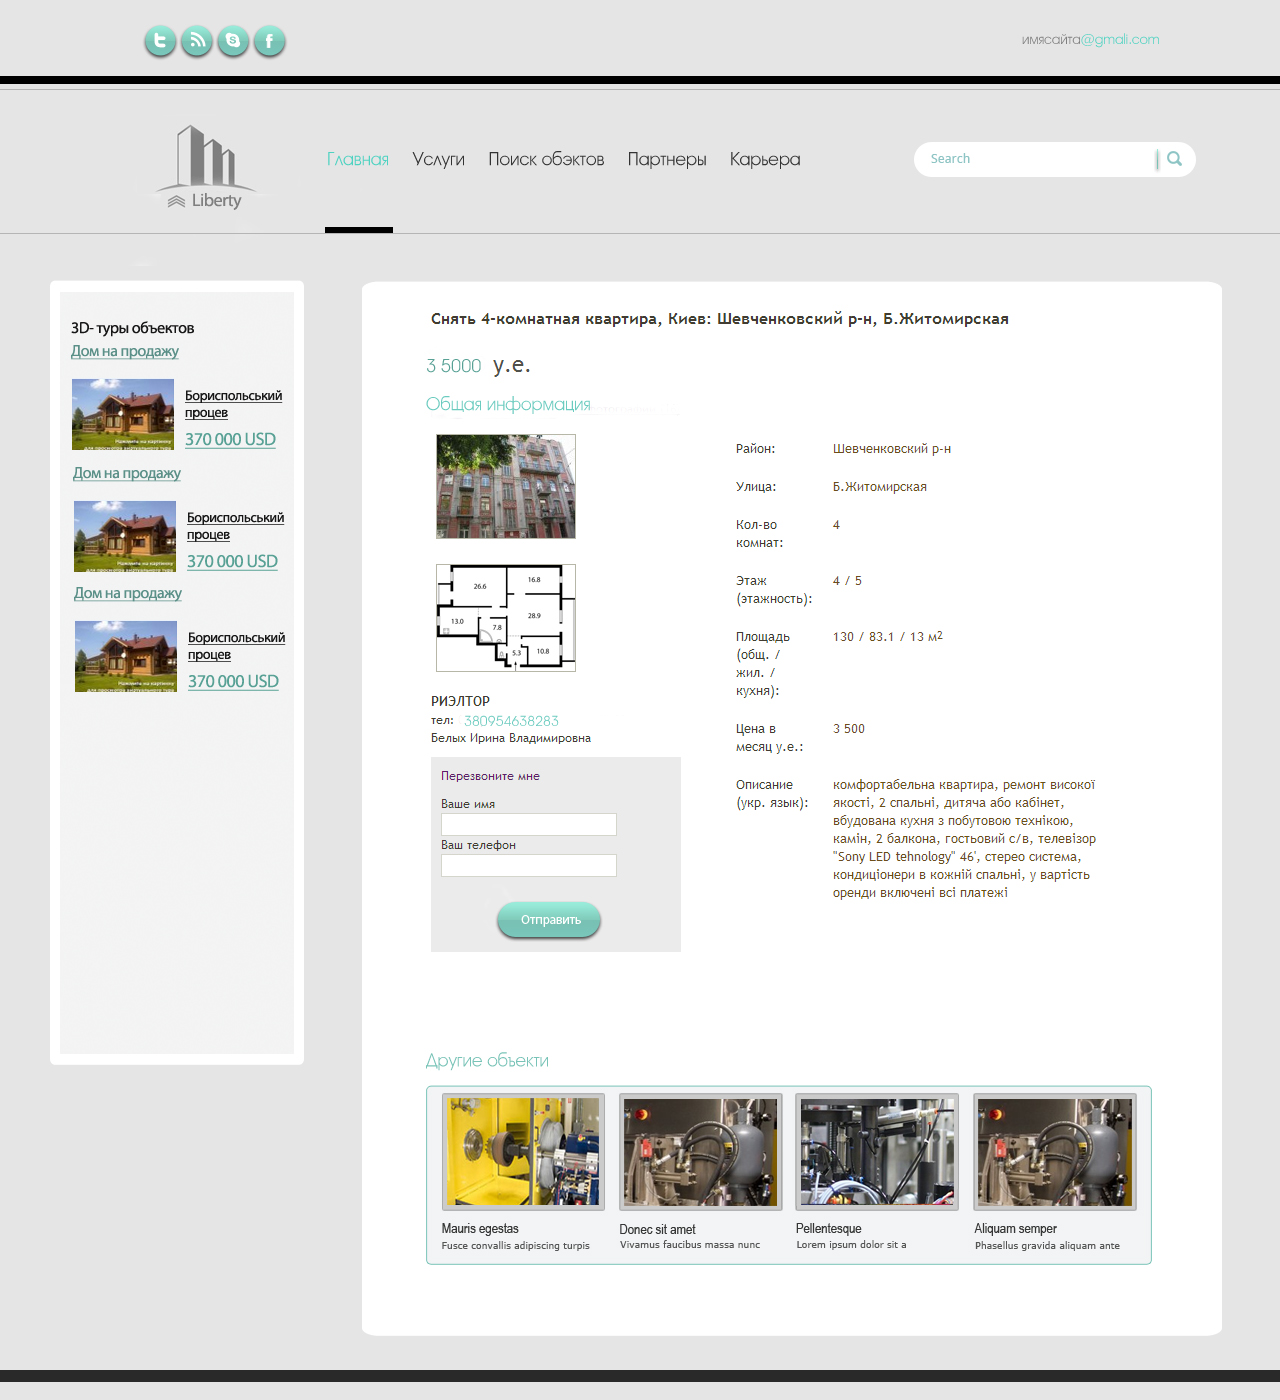 имясайта@gmali.com
Главная Услуги Поиск обэктов Партнеры Карьера
Search
Liberty
3D- туры объектов
Дом на продажу
Бориспольський
процев
370 000 USD
Дом на продажу
Бориспольський
процев
370 000 USD
Дом на продажу
Бориспольський
процев
370 000 USD
Снять 4-комнатная квартира, Киев: Шевченковский р-н, Б.Житомирская
3 5000 у.е.
Общая информация
26.6
16.8
28.9
13.0
7.8
5.3
10.8
РИЭЛТОР
тел: 380954638283
Белых Ирина Владимировна
Перезвоните мне
Ваше имя
Ваш телефон
Отправить
Район: Шевченковский р-н
Улица: Б.Житомирская
Кол-во 4
комнат:
Этаж 4 / 5
(этажность):
Площадь 130 / 83.1 / 13 м2
(общ. /
жил. /
кухня):
Цена в 3 500
месяц у.е.:
Описание комфортабельна квартира, ремонт високої
(укр. язык): якості, 2 спальні, дитяча або кабінет,
вбудована кухня з побутовою технікою,
камін, 2 балкона, гостьовий с/в, телевізор
"Sony LED tehnology" 46', стерео система,
кондиціонери в кожній спальні, у вартість
оренди включені всі платежі
Другие объекти
Mauris egestas
Fusce convallis adipiscing turpis
Donec sit amet
Vivamus faucibus massa nunc
Pellentesque
Lorem ipsum dolor sit a
Aliquam semper
Phasellus gravida aliquam ante